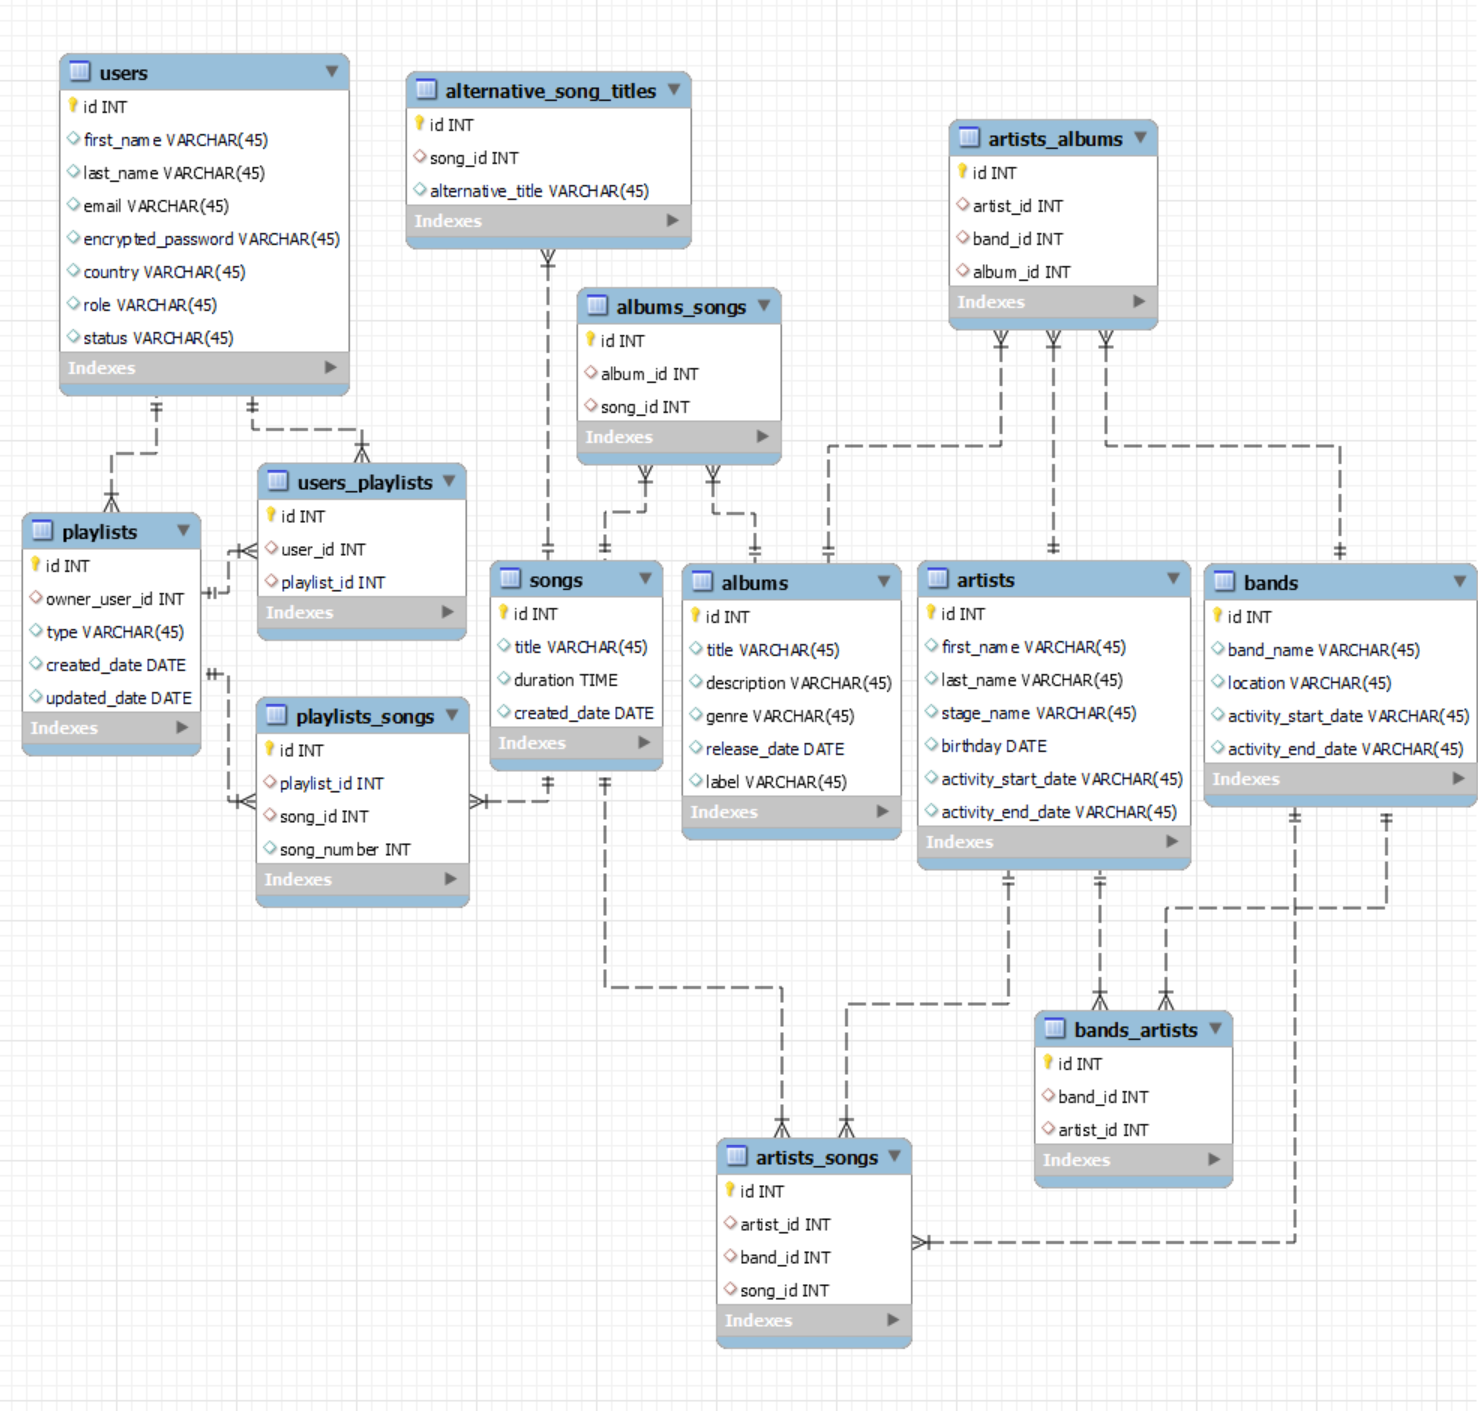 users
id INT
first_name VARCHAR(45)
last_name VARCHAR(45)
email VARCHAR(45)
encrypted_password VARCHAR(45)
country VARCHAR(45)
role VARCHAR(45)
status VARCHAR(45)
Indexes
alternative_song_titles
id INT
song_id INT
alternative_title VARCHAR(45)
Indexes
artists_albums
id INT
artist_id INT
band_id INT
album_id INT
Indexes
albums_songs
id INT
album_id INT
song_id INT
Indexes
users_playlists
id INT
user_id INT
playlist_id INT
Indexes
playlists
id INT
owner_user_id INT
type VARCHAR(45)
created_date DATE
updated_date DATE
Indexes
songs
id INT
title VARCHAR(45)
duration TIME
created_date DATE
Indexes
albums
id INT
title VARCHAR(45)
description VARCHAR(45)
genre VARCHAR(45)
release_date DATE
label VARCHAR(45)
Indexes
artists
id INT
first_name VARCHAR(45)
last_name VARCHAR(45)
stage_name VARCHAR(45)
birthday DATE
activity_start_date VARCHAR(45)
activity_end_date VARCHAR(45)
Indexes
bands
id INT
band_name VARCHAR(45)
location VARCHAR(45)
activity_start_date VARCHAR(45)
activity_end_date VARCHAR(45)
Indexes
playlists_songs
id INT
playlist_id INT
song_id INT
song_number INT
Indexes
bands_artists
id INT
band_id INT
artist_id INT
Indexes
artists_songs
id INT
artist_id INT
band_id INT
song_id INT
Indexes